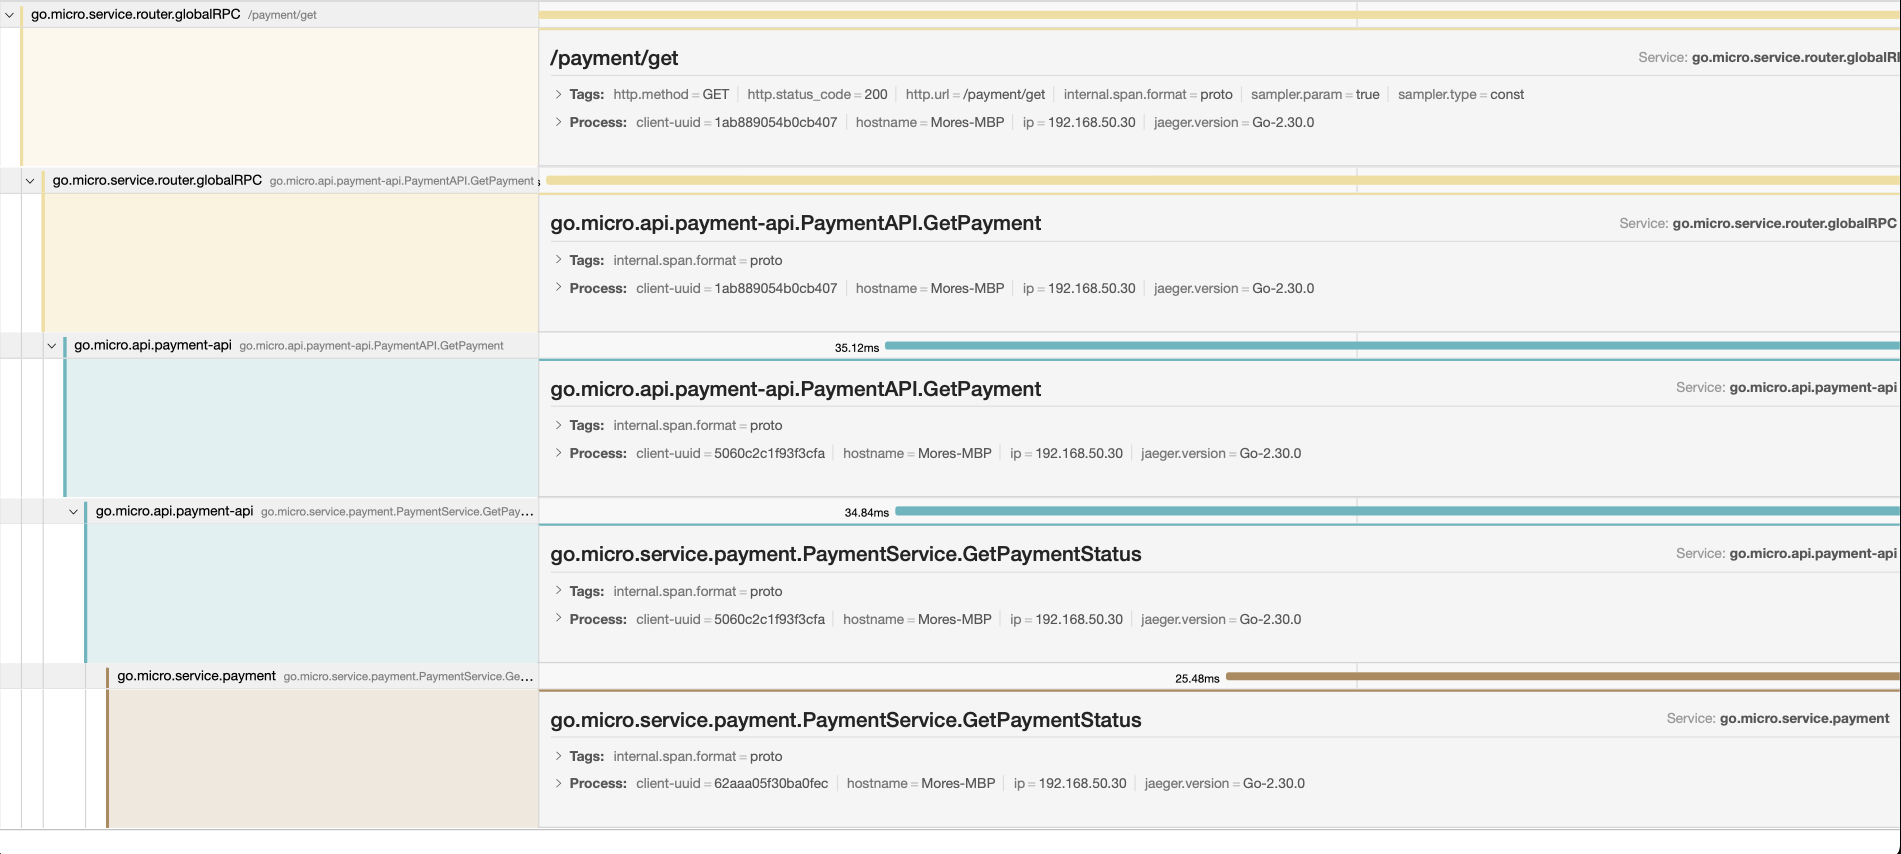 go.micro.service.router.globalRPC /payment/get
/payment/get Service: go.micro.service.router.globalR
Tags: http.method = GET http.status_code = 200 http.url = /payment/get internal.span.format = proto sampler.param = true sampler.type = const
Process: client-uuid = 1ab889054b0cb407 hostname = Mores-MBP ip = 192.168.50.30 jaeger.version = Go-2.30.0
go.micro.service.router.globalRPC go.micro.api.payment-api.PaymentAPI.GetPayment s
go.micro.api.payment-api.PaymentAPI.GetPayment Service: go.micro.service.router.globalRPC
Tags: internal.span.format = proto
Process: client-uuid = 1ab889054b0cb407 hostname = Mores-MBP ip = 192.168.50.30 jaeger.version = Go-2.30.0
go.micro.api.payment-api go.micro.api.payment-api.PaymentAPI.GetPayment 35.12ms
go.micro.api.payment-api.PaymentAPI.GetPayment Service: go.micro.api.payment-api
Tags: internal.span.format = proto
Process: client-uuid = 5060c2c1f93f3cfa hostname = Mores-MBP ip = 192.168.50.30 jaeger.version = Go-2.30.0
go.micro.api.payment-api go.micro.service.payment.PaymentService.GetPay... 34.84ms
go.micro.service.payment.PaymentService.GetPaymentStatus Service: go.micro.api.payment-api
Tags: internal.span.format = proto
Process: client-uuid = 5060c2c1f93f3cfa hostname = Mores-MBP ip = 192.168.50.30 jaeger.version = Go-2.30.0
go.micro.service.payment go.micro.service.payment.PaymentService.Ge... 25.48ms
go.micro.service.payment.PaymentService.GetPaymentStatus Service: go.micro.service.payment
Tags: internal.span.format = proto
Process: client-uuid = 62aaa05f30ba0fec hostname = Mores-MBP ip = 192.168.50.30 jaeger.version = Go-2.30.0